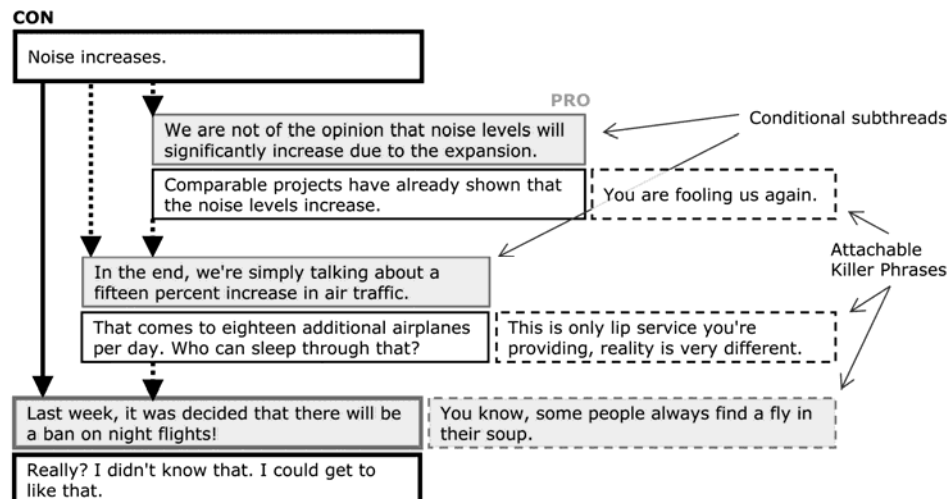 CON
Noise increases.
PRO
We are not of the opinion that noise levels will
significantly increase due to the expansion.
Conditional subthreads
Comparable projects have already shown that
the noise levels increase.
You are fooling us again.
Attachable
Killer Phrases
In the end, we're simply talking about a
fifteen percent increase in air traffic.
That comes to eighteen additional airplanes
per day. Who can sleep through that?
This is only lip service you're
providing, reality is very different.
Last week, it was decided that there will be
a ban on night flights!
You know, some people always find a fly in
their soup.
Really? I didn't know that. I could get to
like that.